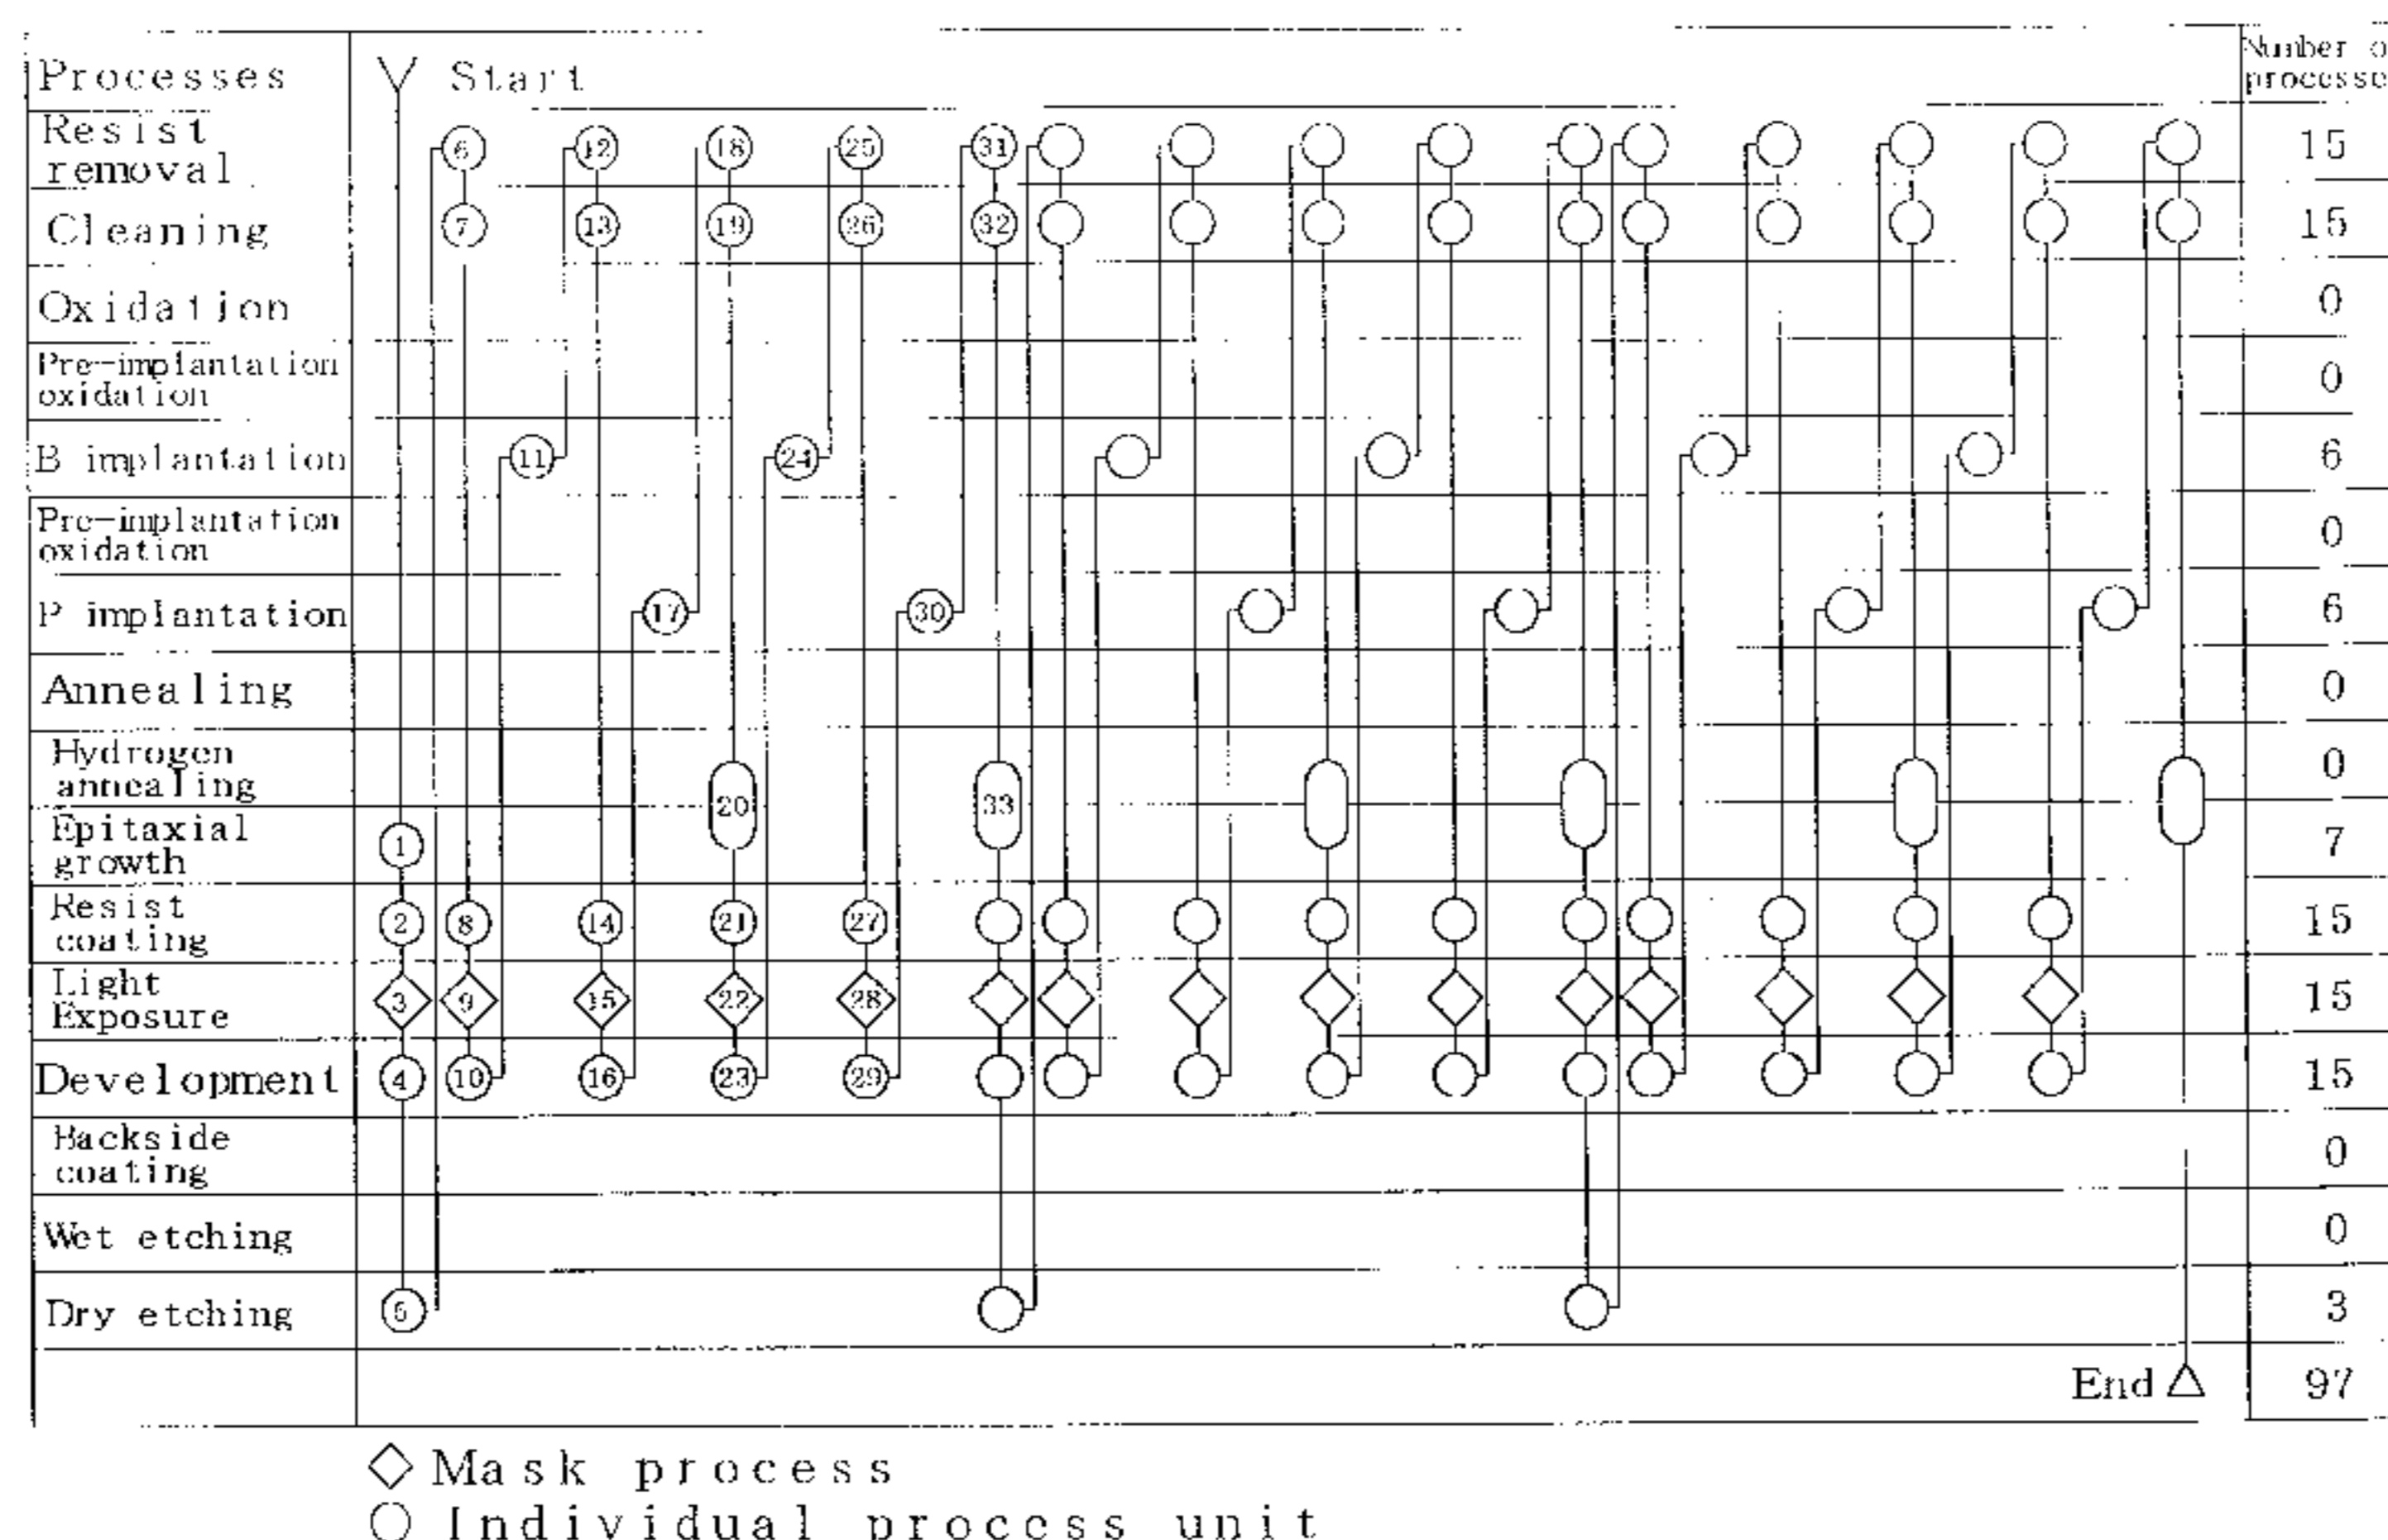 Processes Start Number o
processe
Resist
removal 6 12 18 25 31 15
Cleaning 7 13 19 26 32 15
Oxidation 0
Pre-implantation
oxidation 0
B implantation 11 24 6
Pre-implantation
oxidation 0
P implantation 17 30 6
Annealing 0
Hydrogen
annealing 0
20 33
Epitaxial
growth 1 7
Resist
coating 2 8 14 21 27 15
Light
Exposure 3 9 15 22 28 15
Development 4 10 16 23 29 15
Backside
coating 0
Wet etching 0
Dry etching 5 3
End 97
Mask process
Individual process unit